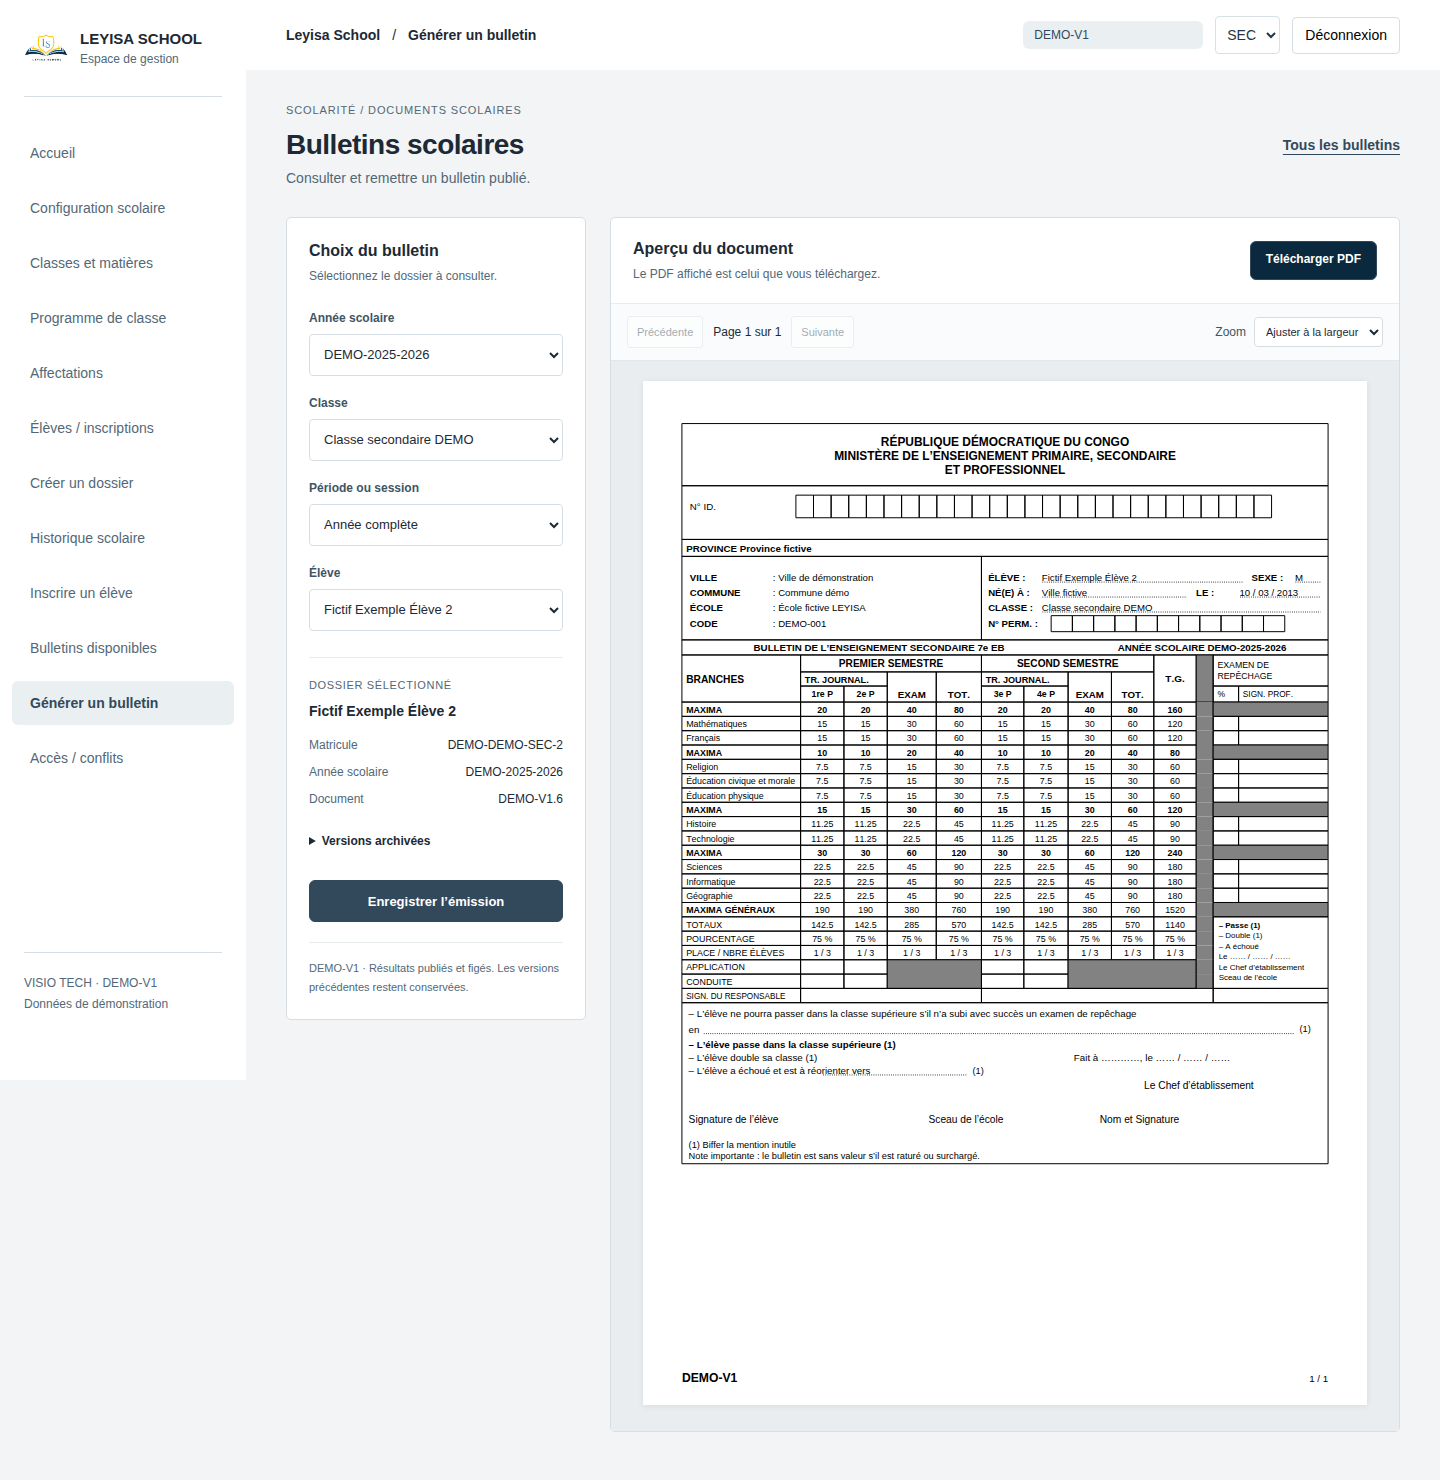 LEYISA SCHOOL
Espace de gestion
Accueil
Configuration scolaire
Classes et matières
Programme de classe
Affectations
Élèves / inscriptions
Créer un dossier
Historique scolaire
Inscrire un élève
Bulletins disponibles
Générer un bulletin
Accès / conflits
VISIO TECH · DEMO-V1
Données de démonstration
Leyisa School / Générer un bulletin
DEMO-V1
SEC
Déconnexion
SCOLARITÉ / DOCUMENTS SCOLAIRES
Bulletins scolaires
Tous les bulletins
Consulter et remettre un bulletin publié.
Choix du bulletin
Sélectionnez le dossier à consulter.
Année scolaire
DEMO-2025-2026
Classe
Classe secondaire DEMO
Période ou session
Année complète
Élève
Fictif Exemple Élève 2
DOSSIER SÉLECTIONNÉ
Fictif Exemple Élève 2
Matricule DEMO-DEMO-SEC-2
Année scolaire DEMO-2025-2026
Document DEMO-V1.6
Versions archivées
Enregistrer l’émission
DEMO-V1 · Résultats publiés et figés. Les versions
précédentes restent conservées.
Aperçu du document
Le PDF affiché est celui que vous téléchargez.
Télécharger PDF
Précédente Page 1 sur 1 Suivante
Zoom Ajuster à la largeur
RÉPUBLIQUE DÉMOCRATIQUE DU CONGO
MINISTÈRE DE L’ENSEIGNEMENT PRIMAIRE, SECONDAIRE
ET PROFESSIONNEL
N° ID.
PROVINCE Province fictive
VILLE : Ville de démonstration
COMMUNE : Commune démo
ÉCOLE : École fictive LEYISA
CODE : DEMO-001
ÉLÈVE : Fictif Exemple Élève 2 SEXE : M
NÉ(E) À : Ville fictive LE : 10 / 03 / 2013
CLASSE : Classe secondaire DEMO
N° PERM. :
BULLETIN DE L’ENSEIGNEMENT SECONDAIRE 7e EB ANNÉE SCOLAIRE DEMO-2025-2026
BRANCHES PREMIER SEMESTRE SECOND SEMESTRE T.G. EXAMEN DE REPÊCHAGE
TR. JOURNAL. EXAM TOT. TR. JOURNAL. EXAM TOT.
1re P 2e P 3e P 4e P % SIGN. PROF.
MAXIMA 20 20 40 80 20 20 40 80 160
Mathématiques 15 15 30 60 15 15 30 60 120
Français 15 15 30 60 15 15 30 60 120
MAXIMA 10 10 20 40 10 10 20 40 80
Religion 7.5 7.5 15 30 7.5 7.5 15 30 60
Éducation civique et morale 7.5 7.5 15 30 7.5 7.5 15 30 60
Éducation physique 7.5 7.5 15 30 7.5 7.5 15 30 60
MAXIMA 15 15 30 60 15 15 30 60 120
Histoire 11.25 11.25 22.5 45 11.25 11.25 22.5 45 90
Technologie 11.25 11.25 22.5 45 11.25 11.25 22.5 45 90
MAXIMA 30 30 60 120 30 30 60 120 240
Sciences 22.5 22.5 45 90 22.5 22.5 45 90 180
Informatique 22.5 22.5 45 90 22.5 22.5 45 90 180
Géographie 22.5 22.5 45 90 22.5 22.5 45 90 180
MAXIMA GÉNÉRAUX 190 190 380 760 190 190 380 760 1520
TOTAUX 142.5 142.5 285 570 142.5 142.5 285 570 1140
POURCENTAGE 75 % 75 % 75 % 75 % 75 % 75 % 75 % 75 % 75 %
PLACE / NBRE ÉLÈVES 1 / 3 1 / 3 1 / 3 1 / 3 1 / 3 1 / 3 1 / 3 1 / 3 1 / 3
APPLICATION
CONDUITE
SIGN. DU RESPONSABLE
– Passe (1)
– Double (1)
– A échoué
Le …… / …… / ……
Le Chef d’établissement
Sceau de l’école
– L’élève ne pourra passer dans la classe supérieure s’il n’a subi avec succès un examen de repêchage
en (1)
– L’élève passe dans la classe supérieure (1)
– L’élève double sa classe (1) Fait à …………, le …… / …… / ……
– L’élève a échoué et est à réorienter vers (1)
Le Chef d’établissement
Signature de l’élève Sceau de l’école Nom et Signature
(1) Biffer la mention inutile
Note importante : le bulletin est sans valeur s’il est raturé ou surchargé.
DEMO-V1 1 / 1